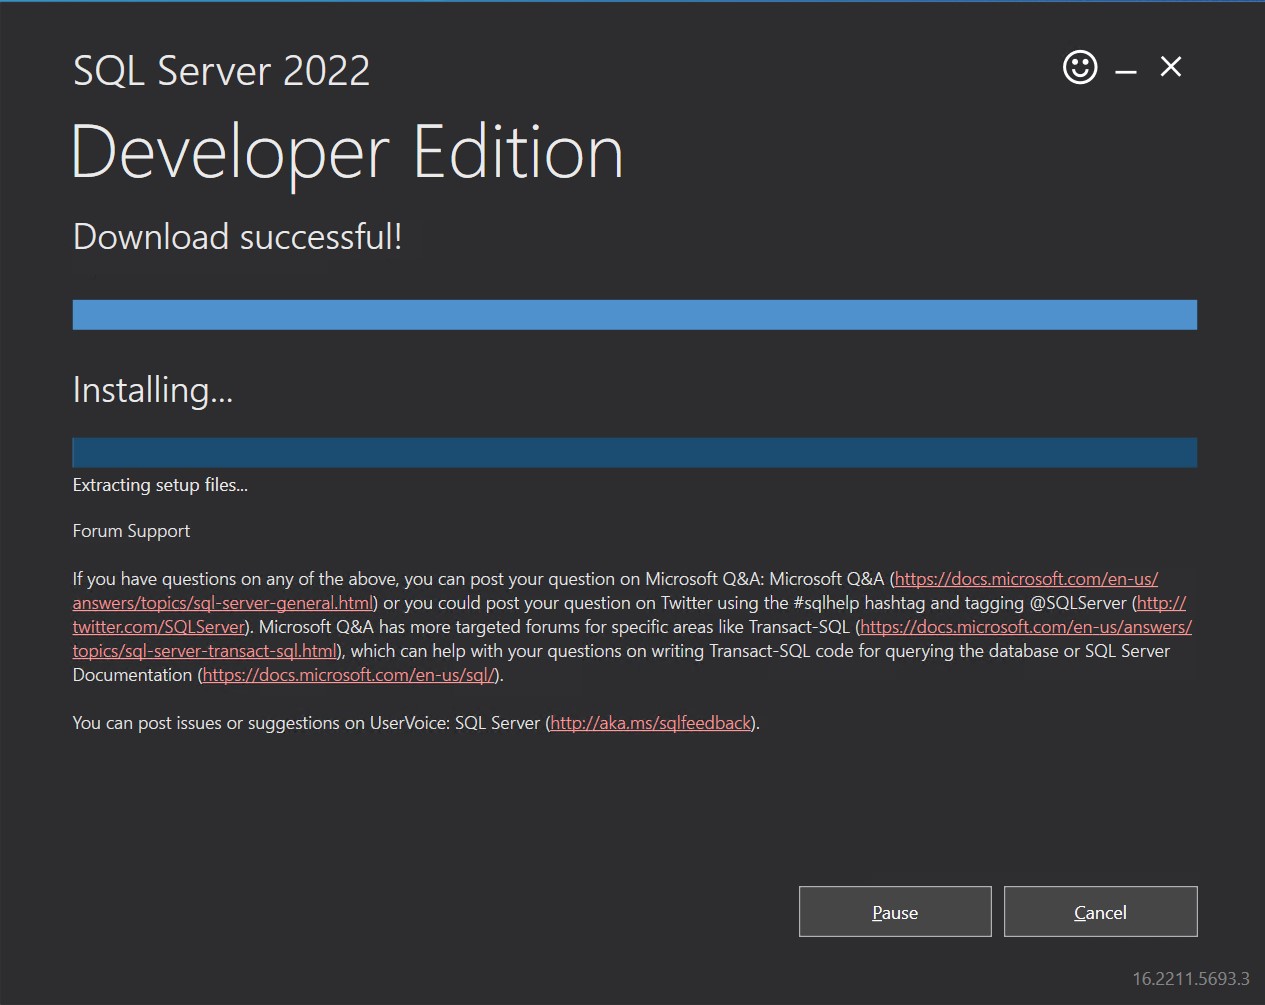 SQL Server 2022
Developer Edition
Download successful!
Installing...
Extracting setup files...
Forum Support
If you have questions on any of the above, you can post your question on Microsoft Q&A: Microsoft Q&A (https://docs.microsoft.com/en-us/
answers/topics/sql-server-general.html) or you could post your question on Twitter using the #sqlhelp hashtag and tagging @SQLServer (http://
twitter.com/SQLServer). Microsoft Q&A has more targeted forums for specific areas like Transact-SQL (https://docs.microsoft.com/en-us/answers/
topics/sql-server-transact-sql.html), which can help with your questions on writing Transact-SQL code for querying the database or SQL Server
Documentation (https://docs.microsoft.com/en-us/sql/).
You can post issues or suggestions on UserVoice: SQL Server (http://aka.ms/sqlfeedback).
Pause
Cancel
16.2211.5693.3